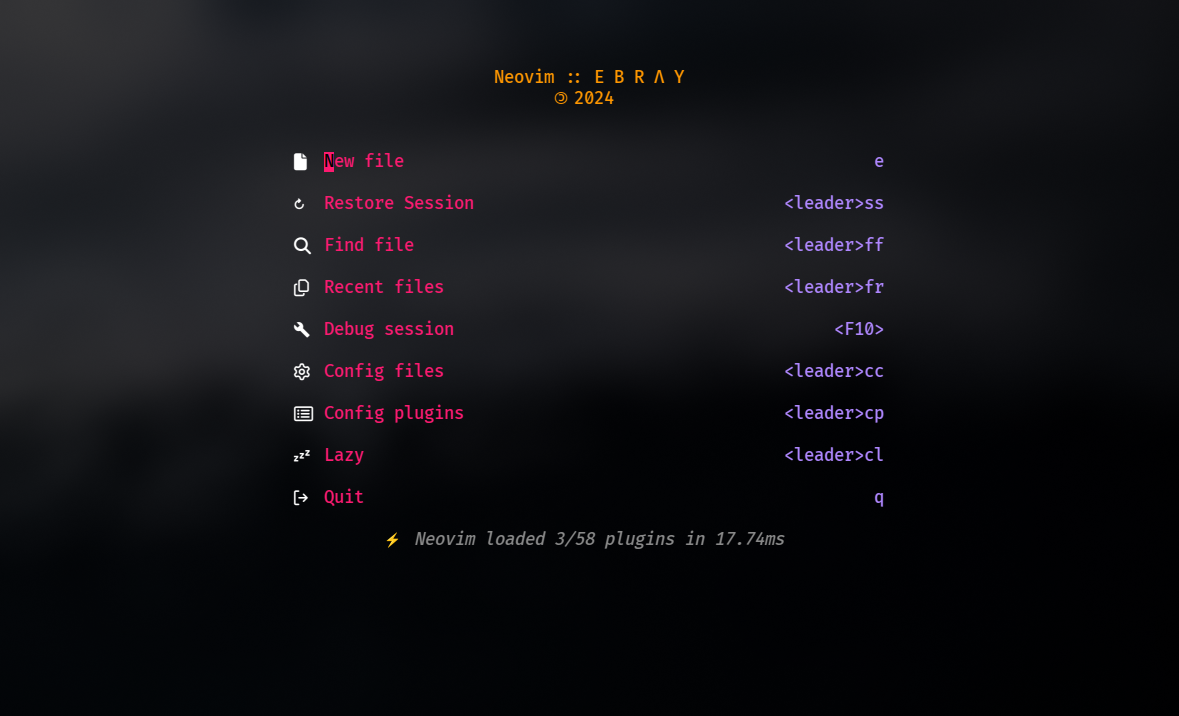 Neovim :: E B R Λ Y
🄯 2024
New file e
Restore Session <leader>ss
Find file <leader>ff
Recent files <leader>fr
Debug session <F10>
Config files <leader>cc
Config plugins <leader>cp
zzz Lazy <leader>cl
Quit q
⚡ Neovim loaded 3/58 plugins in 17.74ms